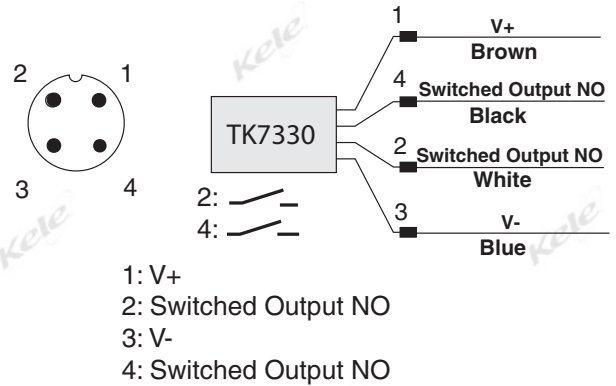 Kele
1
V+
Brown
2 1
4
Switched Output NO
Black
TK7330
2
Switched Output NO
White
3 4
2:
4:
3
V-
Blue
Kele
Kele
1: V+
2: Switched Output NO
3: V-
4: Switched Output NO